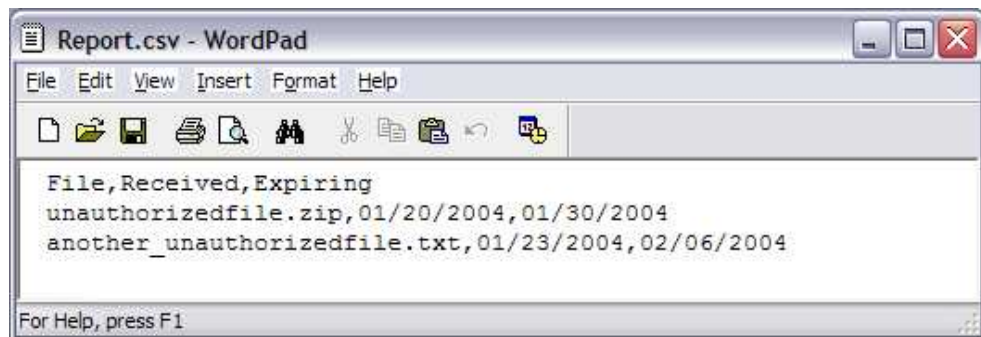 Report.csv - WordPad
File Edit View Insert Format Help
File,Received,Expiring
unauthorizedfile.zip,01/20/2004,01/30/2004
another_unauthorizedfile.txt,01/23/2004,02/06/2004
For Help, press F1